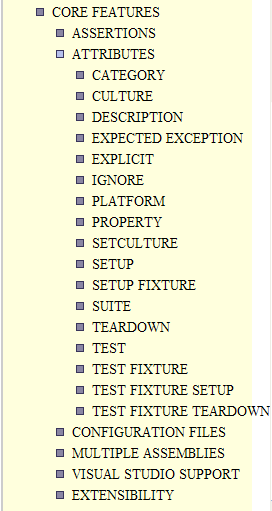 CORE FEATURES
ASSERTIONS
ATTRIBUTES
CATEGORY
CULTURE
DESCRIPTION
EXPECTED EXCEPTION
EXPLICIT
IGNORE
PLATFORM
PROPERTY
SETCULTURE
SETUP
SETUP FIXTURE
SUITE
TEARDOWN
TEST
TEST FIXTURE
TEST FIXTURE SETUP
TEST FIXTURE TEARDOWN
CONFIGURATION FILES
MULTIPLE ASSEMBLIES
VISUAL STUDIO SUPPORT
EXTENSIBILITY